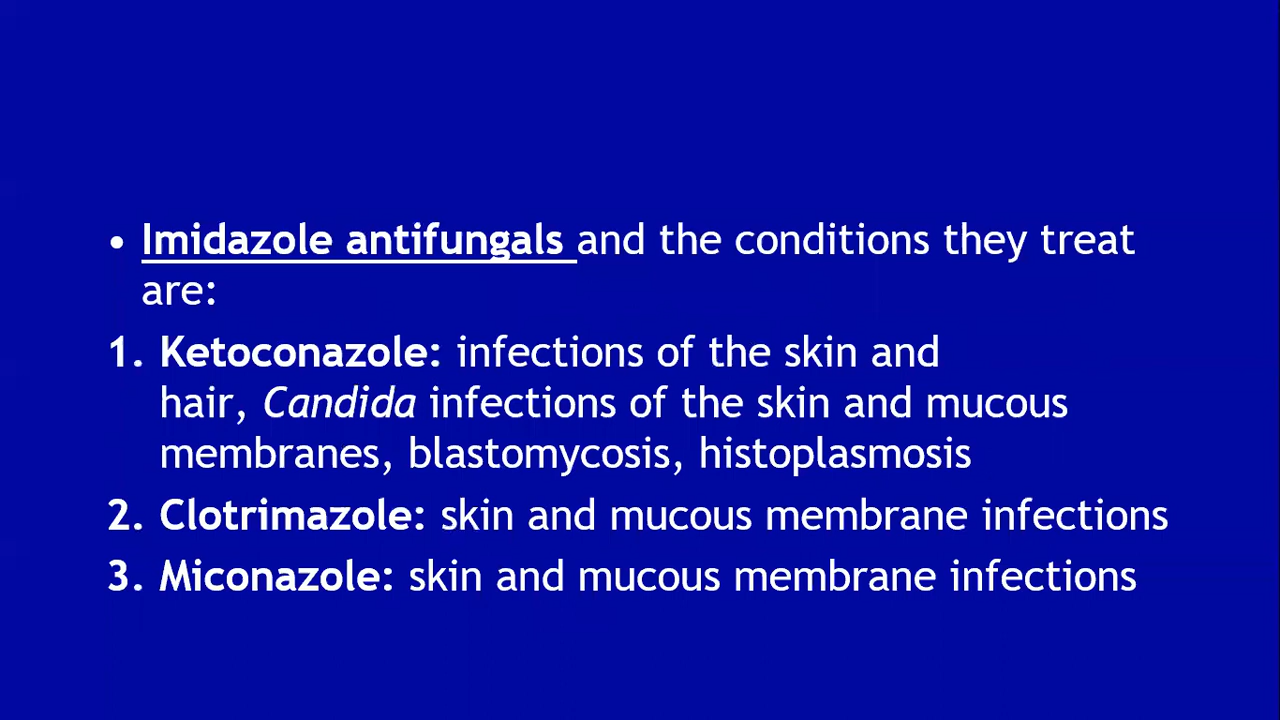 • Imidazole antifungals and the conditions they treat
are:
1. Ketoconazole: infections of the skin and
hair, Candida infections of the skin and mucous
membranes, blastomycosis, histoplasmosis
2. Clotrimazole: skin and mucous membrane infections
3. Miconazole: skin and mucous membrane infections